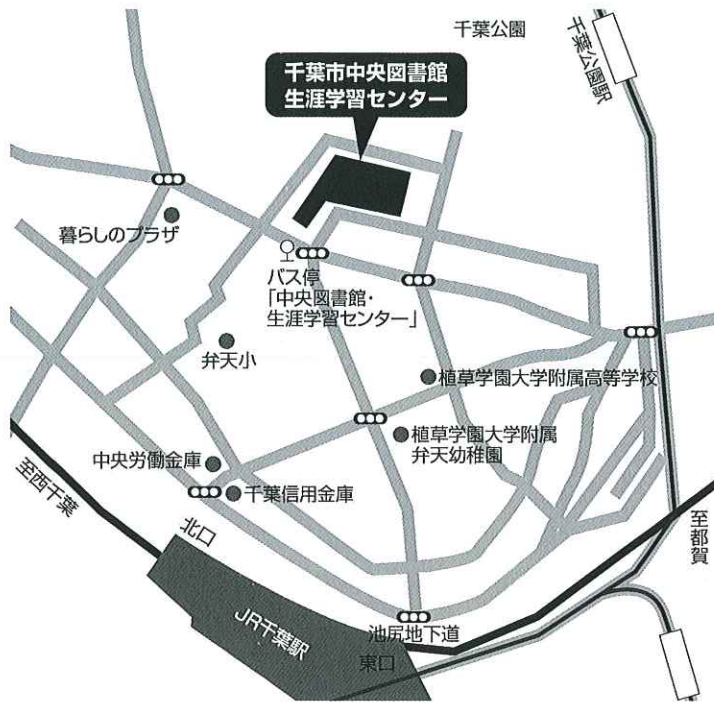 千葉公園
千葉公園駅
千葉市中央図書館
生涯学習センター
暮らしのプラザ
バス停
「中央図書館・
生涯学習センター」
弁天小
植草学園大学附属高等学校
植草学園大学附属
弁天幼稚園
中央労働金庫
千葉信用金庫
至西千葉
北口
至都賀
JR千葉駅
池尻地下道
東口